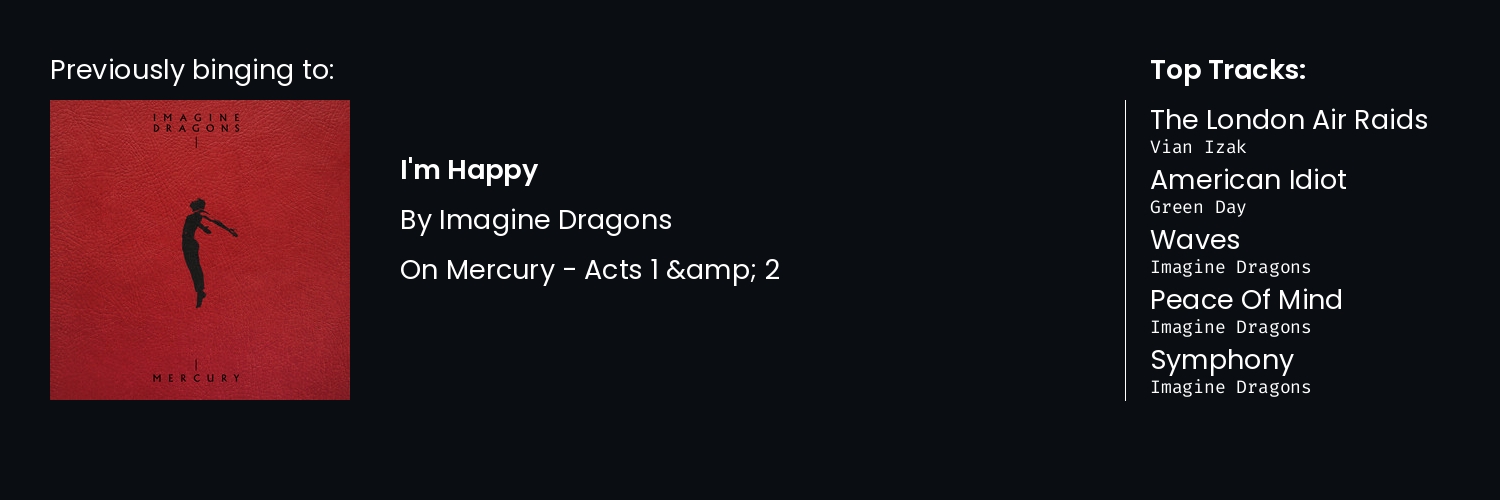 Previously binging to:
IMAGINE
DRAGONS
MERCURY
I'm Happy
By Imagine Dragons
On Mercury - Acts 1 &amp; 2
Top Tracks:
The London Air Raids
Vian Izak
American Idiot
Green Day
Waves
Imagine Dragons
Peace Of Mind
Imagine Dragons
Symphony
Imagine Dragons